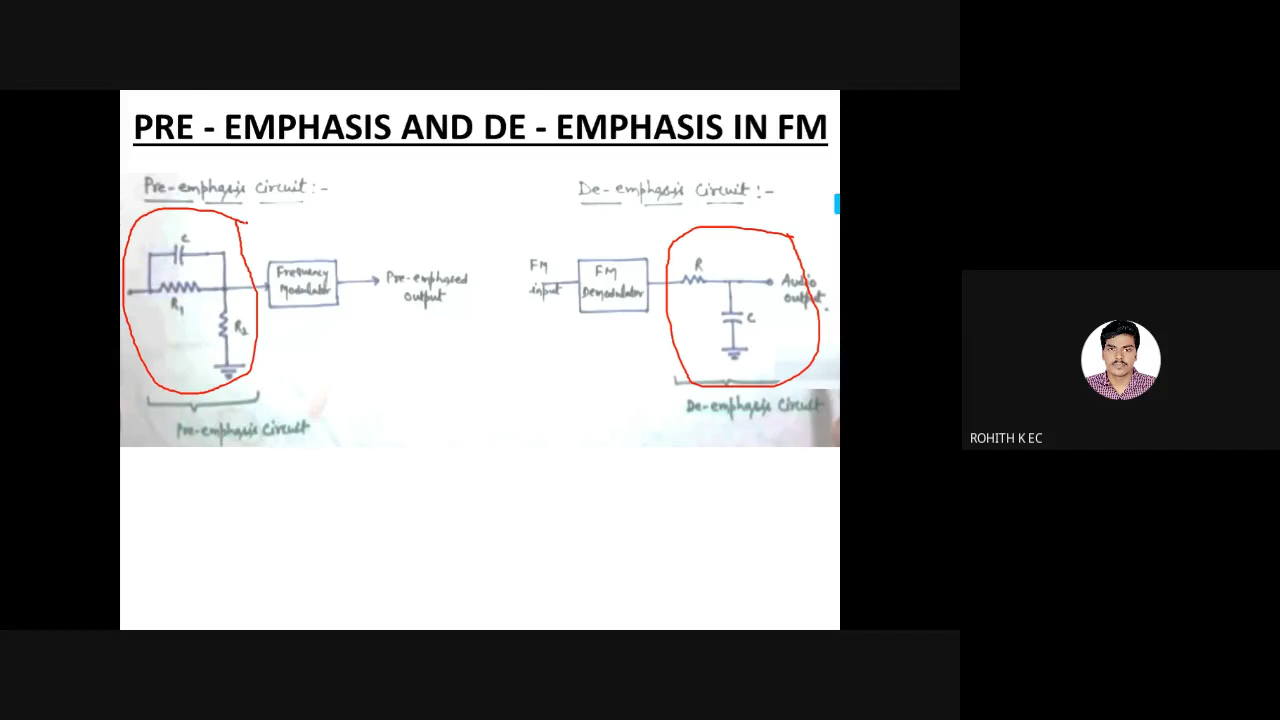 PRE - EMPHASIS AND DE - EMPHASIS IN FM
Pre-emphasis Circuit :-
C
R1
R2
Frequency
Modulator
Pre-emphased
output
Pre-emphasis Circuit
De-emphasis Circuit :-
FM
input
FM
Demodulator
R
C
Audio
output.
De-emphasis Circuit
ROHITH K EC